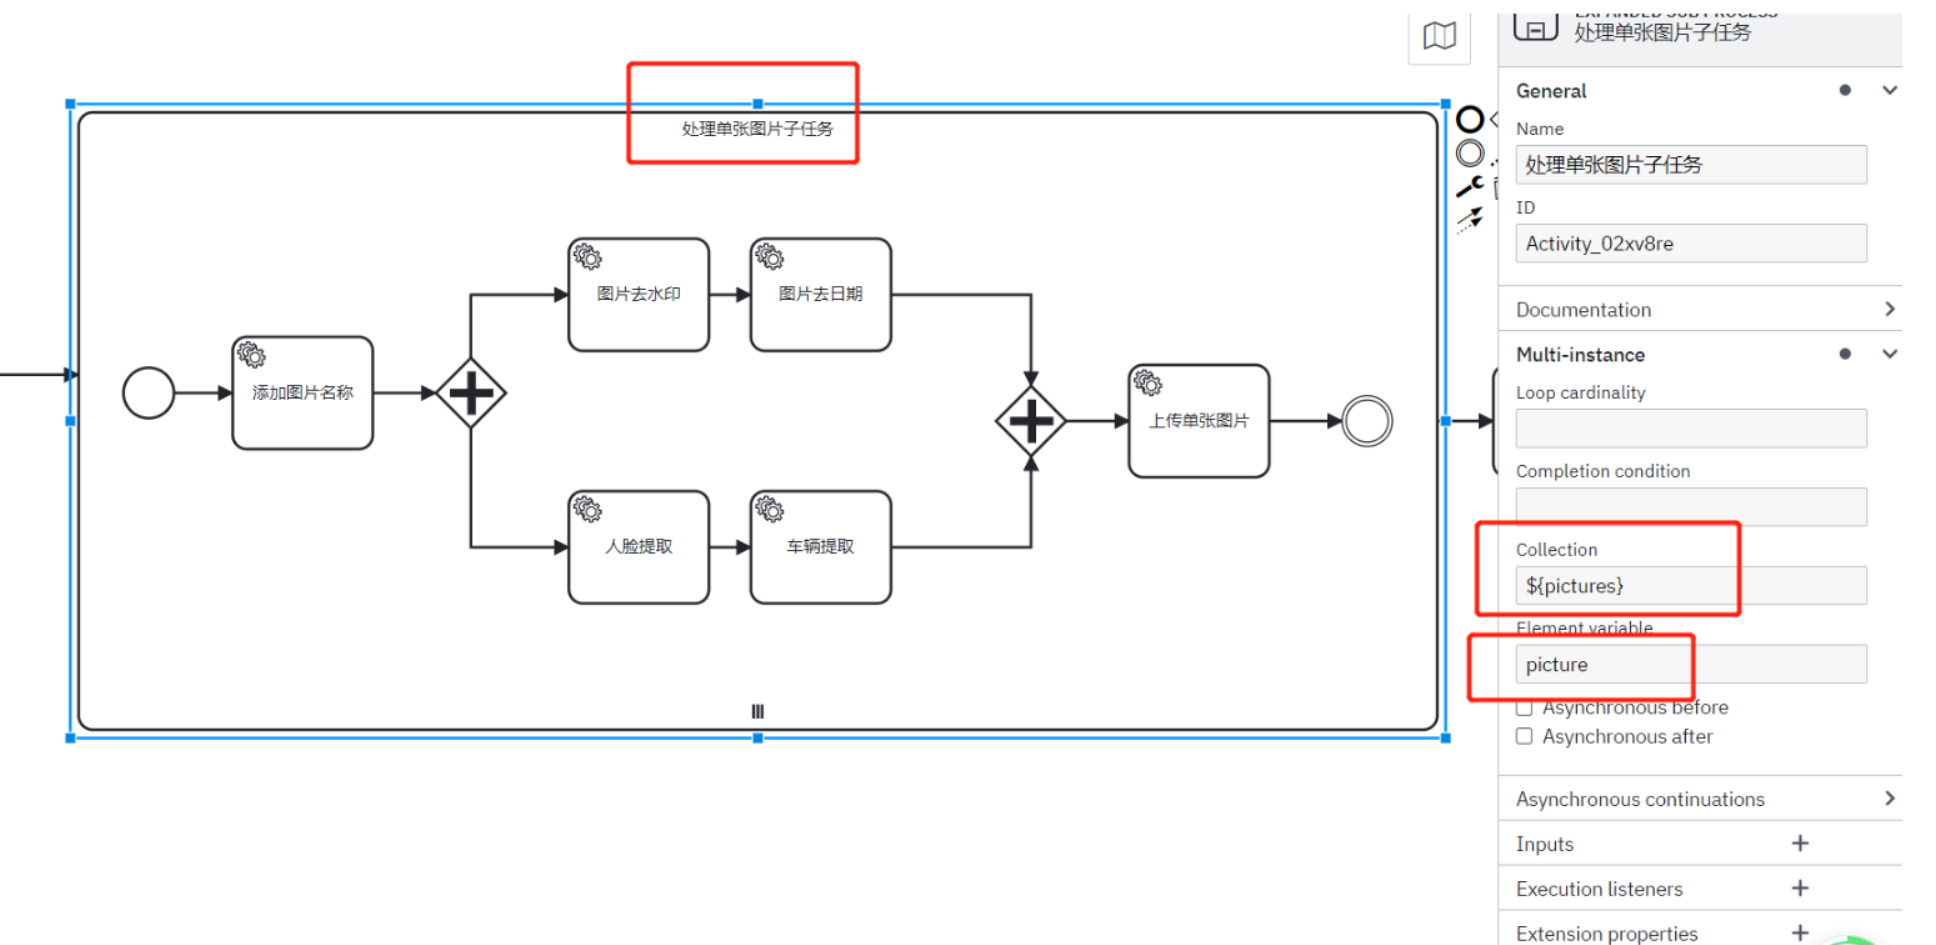 处理单张图片子任务
添加图片名称
图片去水印
图片去日期
人脸提取
车辆提取
上传单张图片
EXPANDED SUB PROCESS
处理单张图片子任务
General
Name
处理单张图片子任务
ID
Activity_02xv8re
Documentation
Multi-instance
Loop cardinality
Completion condition
Collection
${pictures}
Element variable
picture
Asynchronous before
Asynchronous after
Asynchronous continuations
Inputs
Execution listeners
Extension properties